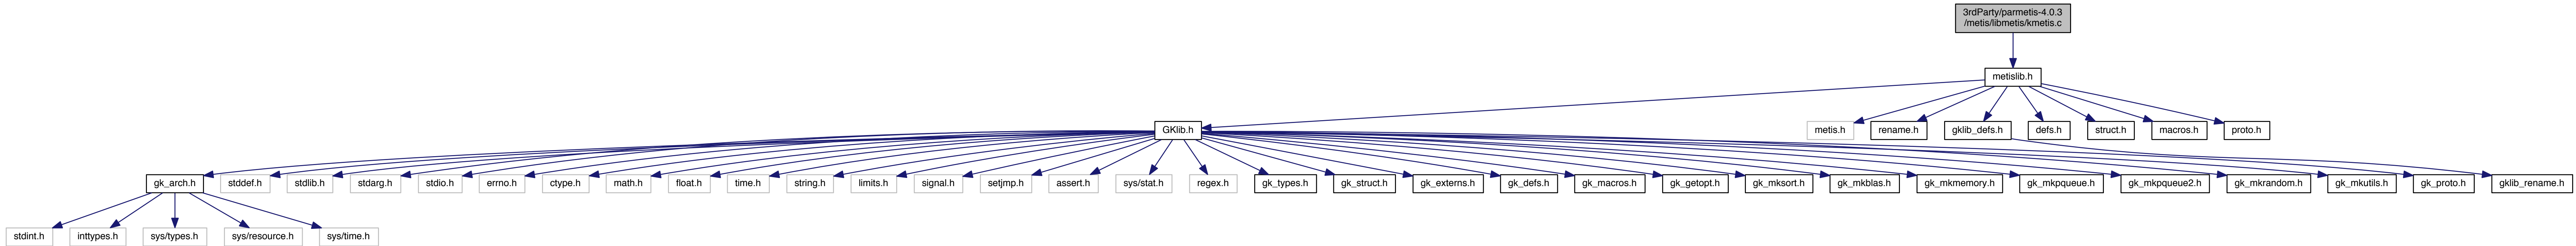 3rdParty/parmetis-4.0.3
/metis/libmetis/kmetis.c
metislib.h
GKlib.h
metis.h
rename.h
gklib_defs.h
defs.h
struct.h
macros.h
proto.h
gk_arch.h
stddef.h
stdlib.h
stdarg.h
stdio.h
errno.h
ctype.h
math.h
float.h
time.h
string.h
limits.h
signal.h
setjmp.h
assert.h
sys/stat.h
regex.h
gk_types.h
gk_struct.h
gk_externs.h
gk_defs.h
gk_macros.h
gk_getopt.h
gk_mksort.h
gk_mkblas.h
gk_mkmemory.h
gk_mkpqueue.h
gk_mkpqueue2.h
gk_mkrandom.h
gk_mkutils.h
gk_proto.h
gklib_rename.h
stdint.h
inttypes.h
sys/types.h
sys/resource.h
sys/time.h